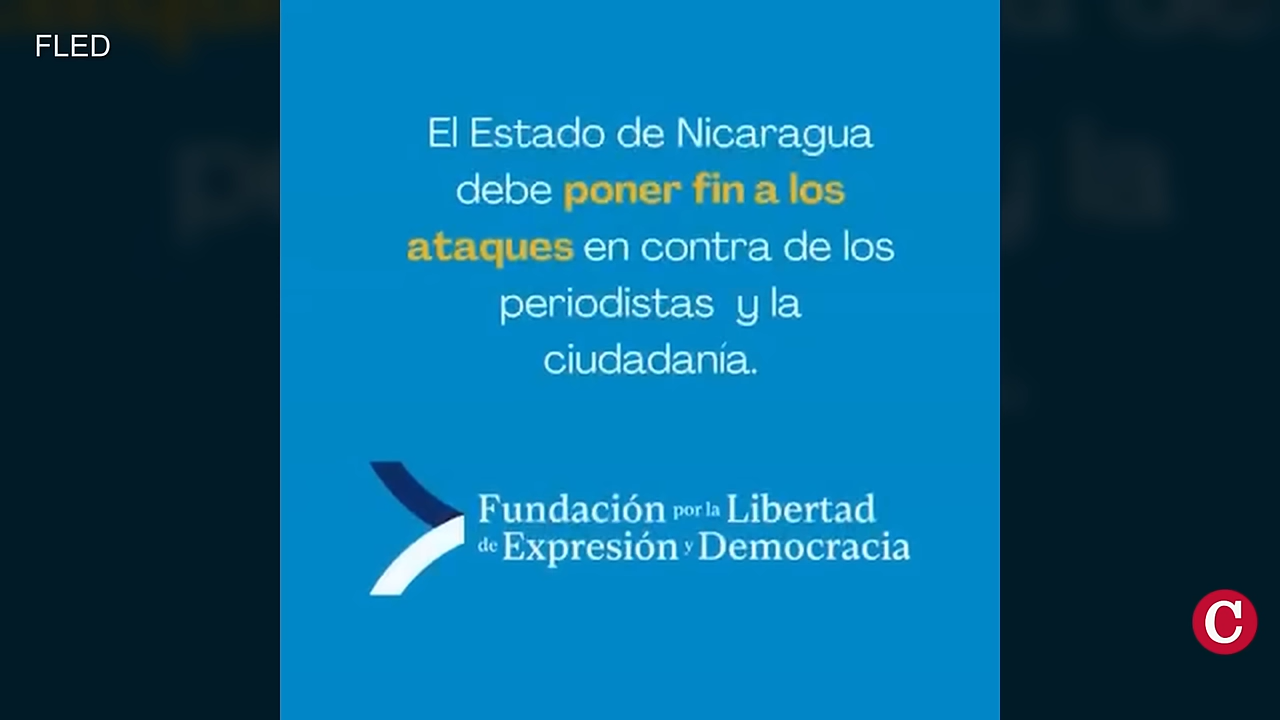 FLED
El Estado de Nicaragua
debe poner fin a los
ataques en contra de los
periodistas y la
ciudadanía.
Fundación por la Libertad
de Expresión y Democracia
C